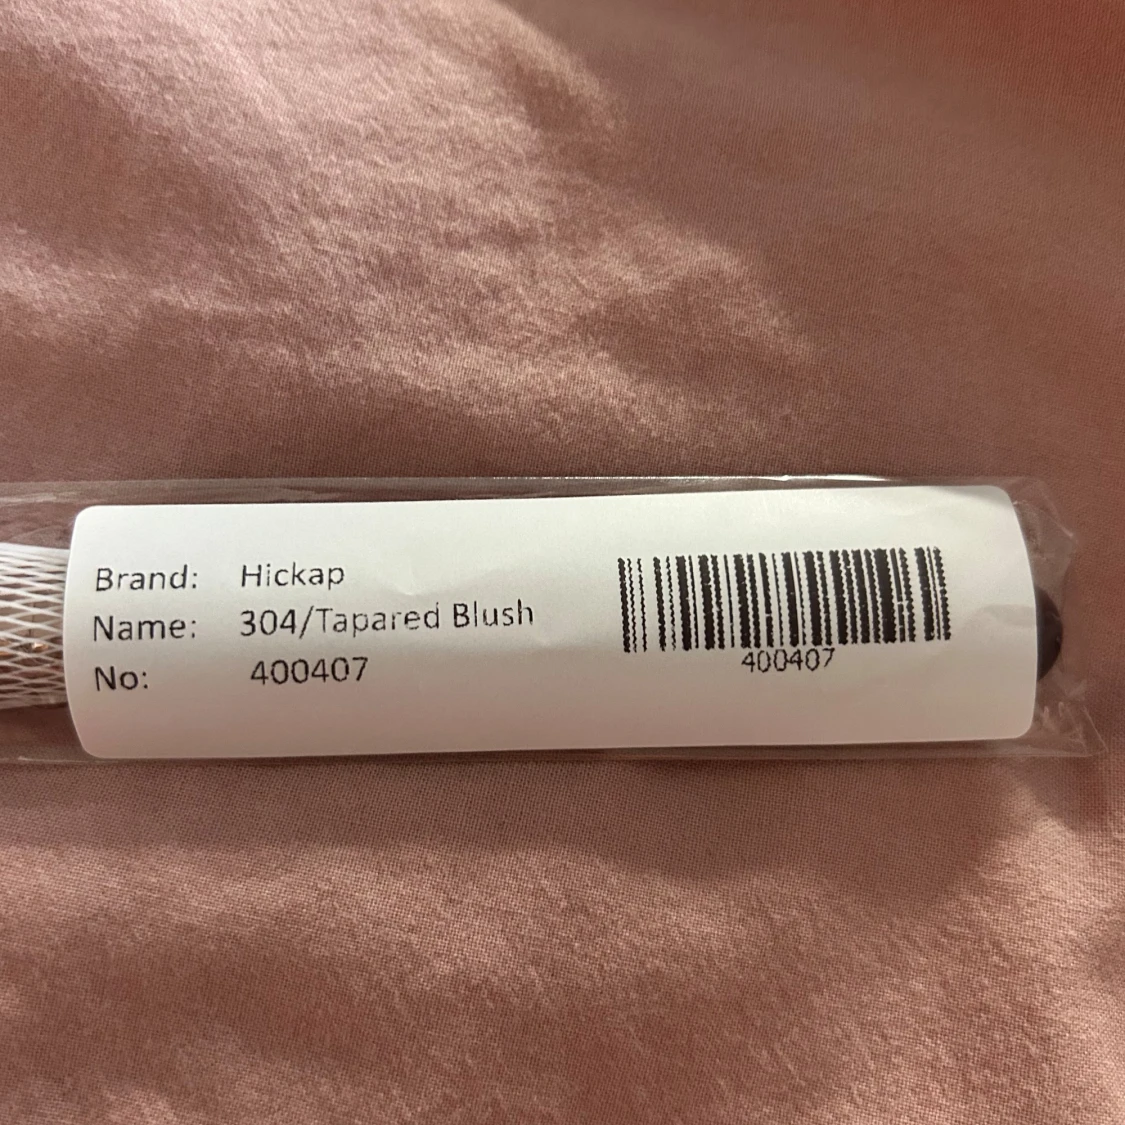 Brand: Hickap
Name: 304/Tapared Blush
No: 400407
400407